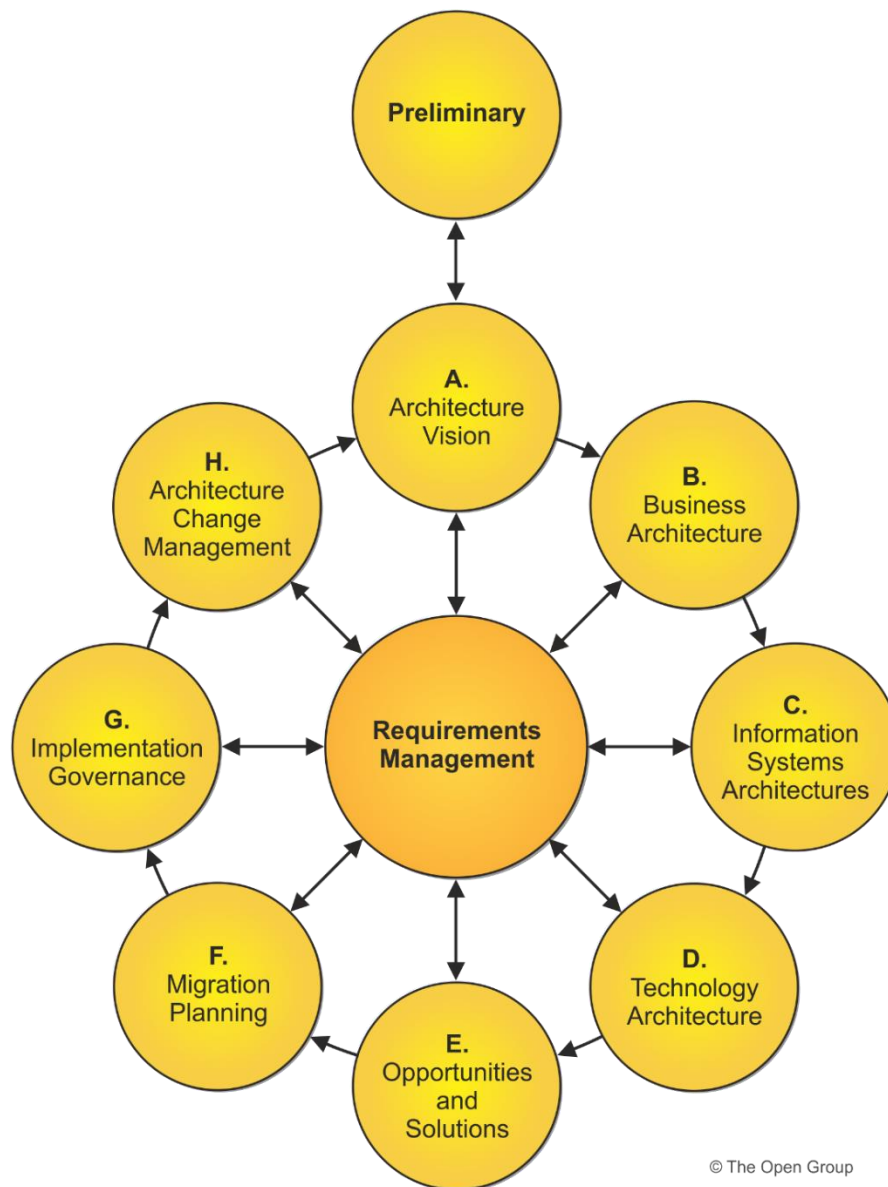 Preliminary
A.
Architecture
Vision
B.
Business
Architecture
C.
Information
Systems
Architectures
D.
Technology
Architecture
E.
Opportunities
and
Solutions
F.
Migration
Planning
G.
Implementation
Governance
H.
Architecture
Change
Management
Requirements
Management
© The Open Group